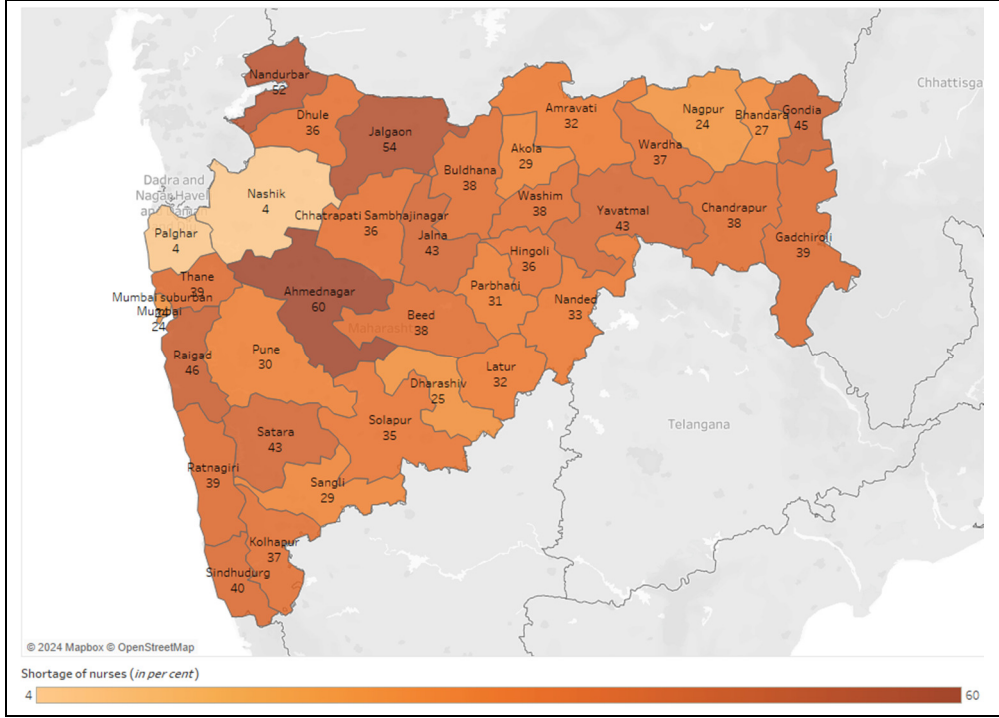 Chhattisga
Nandurbar
52
Dhule
36
Jalgaon
54
Amravati
32
Nagpur
24
Bhandara
27
Gondia
45
Akola
29
Wardha
37
Buldhana
38
Dadra and
Nagar Havel
and Dama
Nashik
4
Washim
38
Yavatmal
43
Chandrapur
38
Chhatrapati Sambhajinagar
36
Jalna
43
Palghar
4
Gadchiroli
39
Hingoli
36
Thane
39
Parbhani
31
Ahmednagar
60
Nanded
33
Mumbai suburban
Mumbai
24
Beed
38
Maharasht
Raigad
46
Pune
30
Latur
32
Dharashiv
25
Solapur
35
Telangana
Satara
43
Ratnagiri
39
Sangli
29
Kolhapur
37
Sindhudurg
40
© 2024 Mapbox © OpenStreetMap
Shortage of nurses (in per cent)
4
60